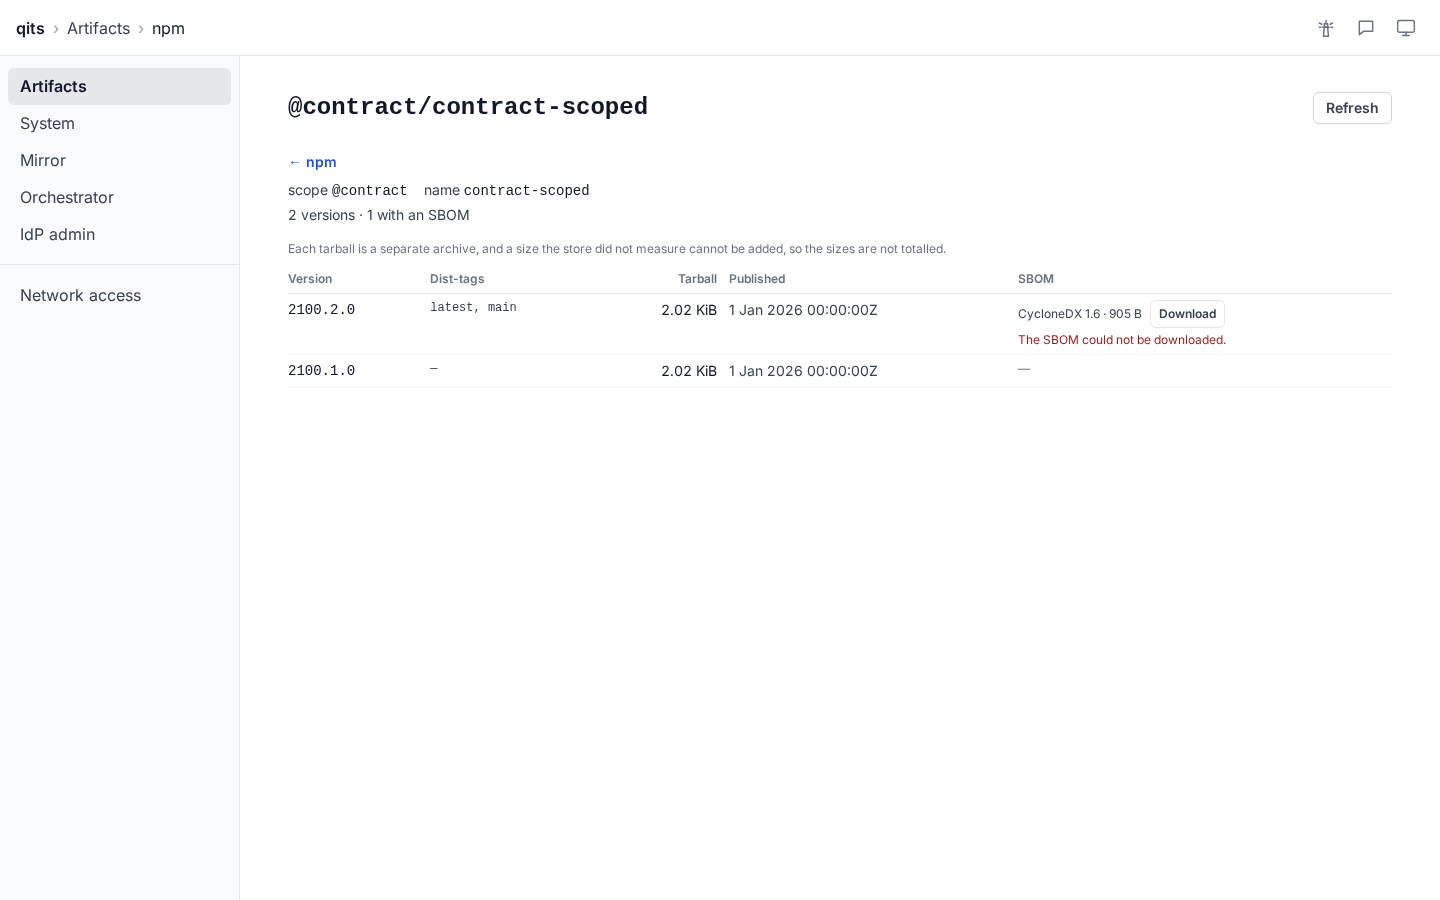 qits › Artifacts › npm
Artifacts
System
Mirror
Orchestrator
IdP admin
Network access
@contract/contract-scoped
Refresh
← npm
scope @contract name contract-scoped
2 versions · 1 with an SBOM
Each tarball is a separate archive, and a size the store did not measure cannot be added, so the sizes are not totalled.
Version Dist-tags Tarball Published SBOM
2100.2.0 latest, main 2.02 KiB 1 Jan 2026 00:00:00Z CycloneDX 1.6 · 905 B Download
The SBOM could not be downloaded.
2100.1.0 — 2.02 KiB 1 Jan 2026 00:00:00Z —